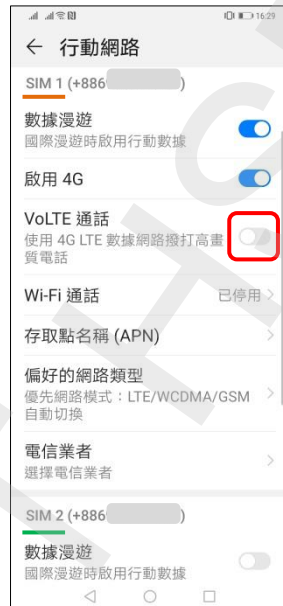 16:29
行動網路
SIM 1 (+886 )
數據漫遊
國際漫遊時啟用行動數據
啟用 4G
VoLTE 通話
使用 4G LTE 數據網路撥打高畫
質電話
Wi-Fi 通話 已停用
存取點名稱 (APN)
偏好的網路類型
優先網路模式：LTE/WCDMA/GSM
自動切換
電信業者
選擇電信業者
SIM 2 (+886 )
數據漫遊
國際漫遊時啟用行動數據